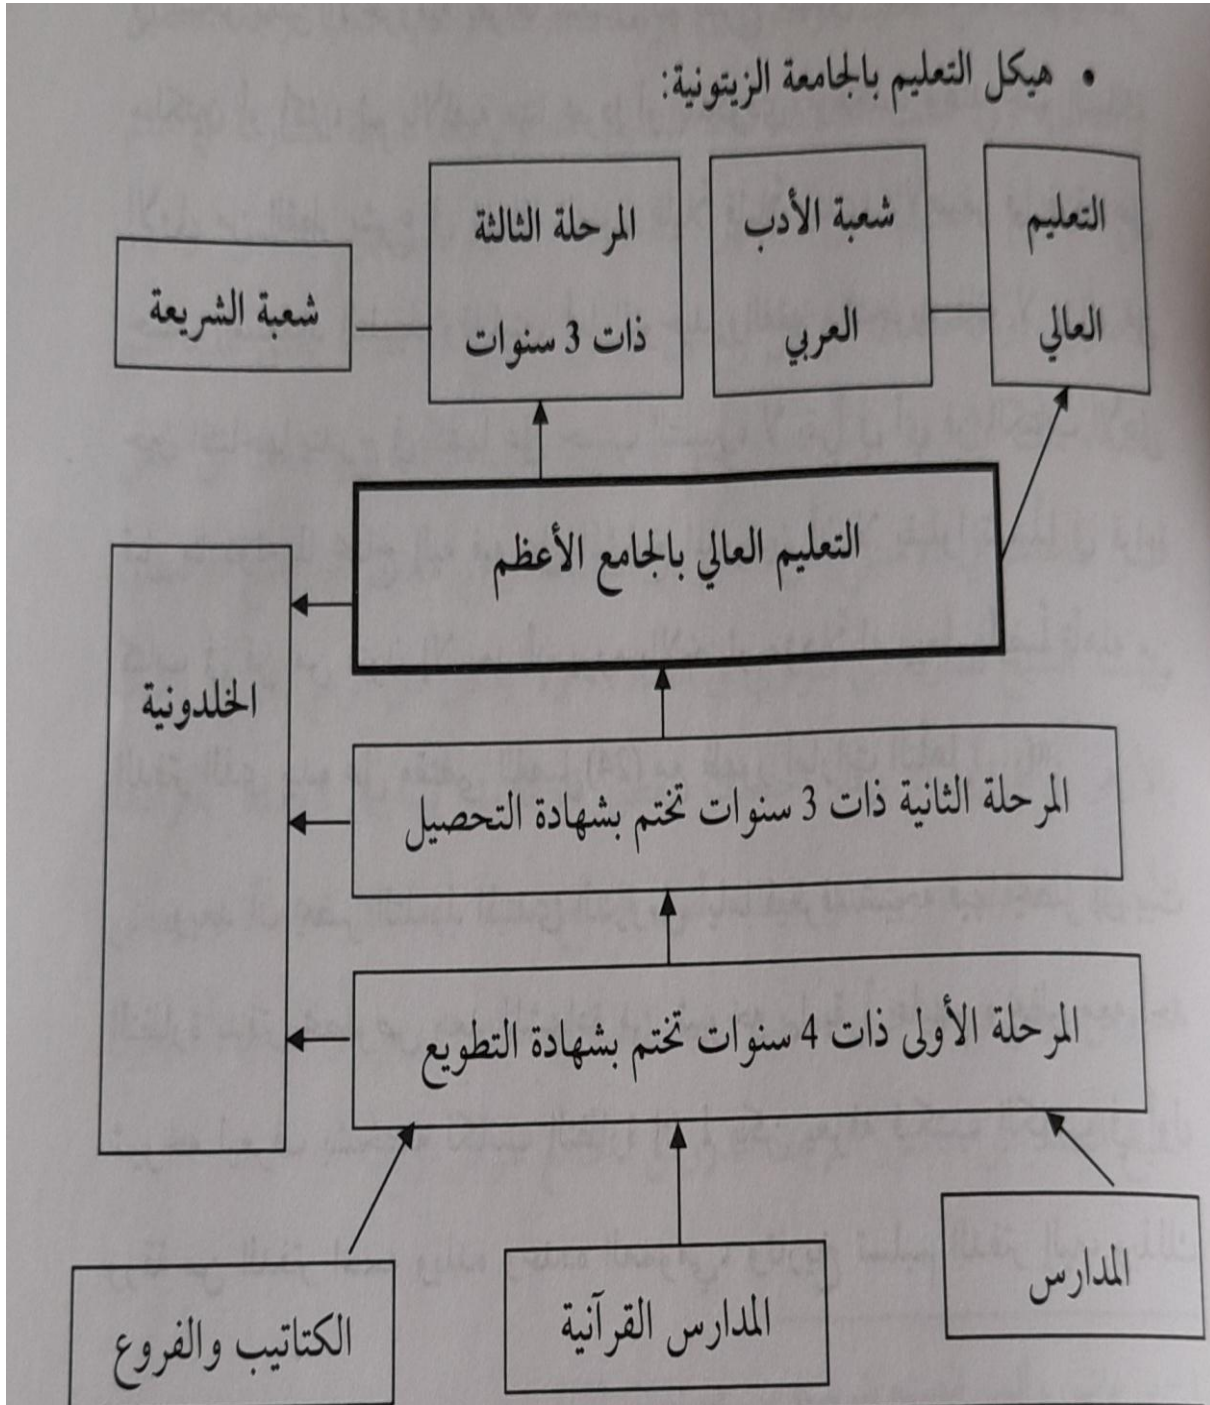 • هيكل التعليم بالجامعة الزيتونية:
التعليم
العالي
شعبة الأدب
العربي
المرحلة الثالثة
ذات 3 سنوات
شعبة الشريعة
التعليم العالي بالجامع الأعظم
الخلدونية
المرحلة الثانية ذات 3 سنوات تختم بشهادة التحصيل
المرحلة الأولى ذات 4 سنوات تختم بشهادة التطويع
المدارس
المدارس القرآنية
الكتاتيب والفروع